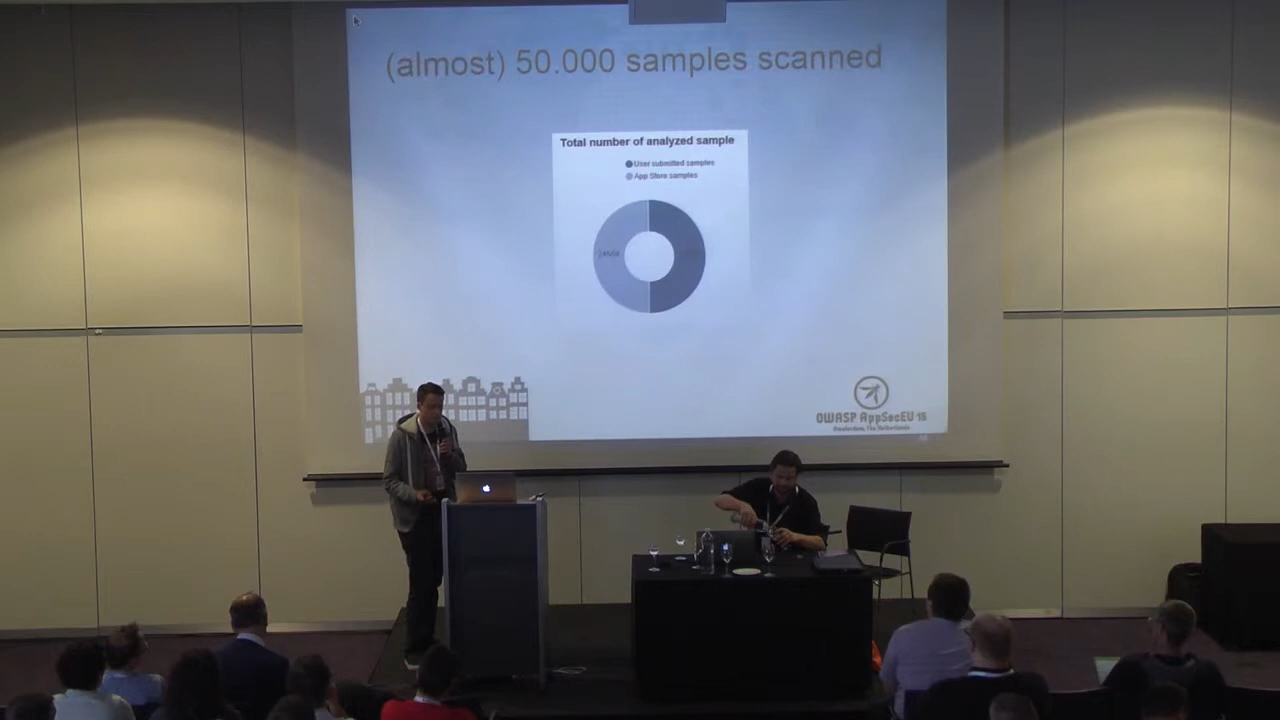 (almost) 50.000 samples scanned
Total number of analyzed sample
User submitted samples
App Store samples
OWASP AppSecEU 15
Amsterdam, The Netherlands